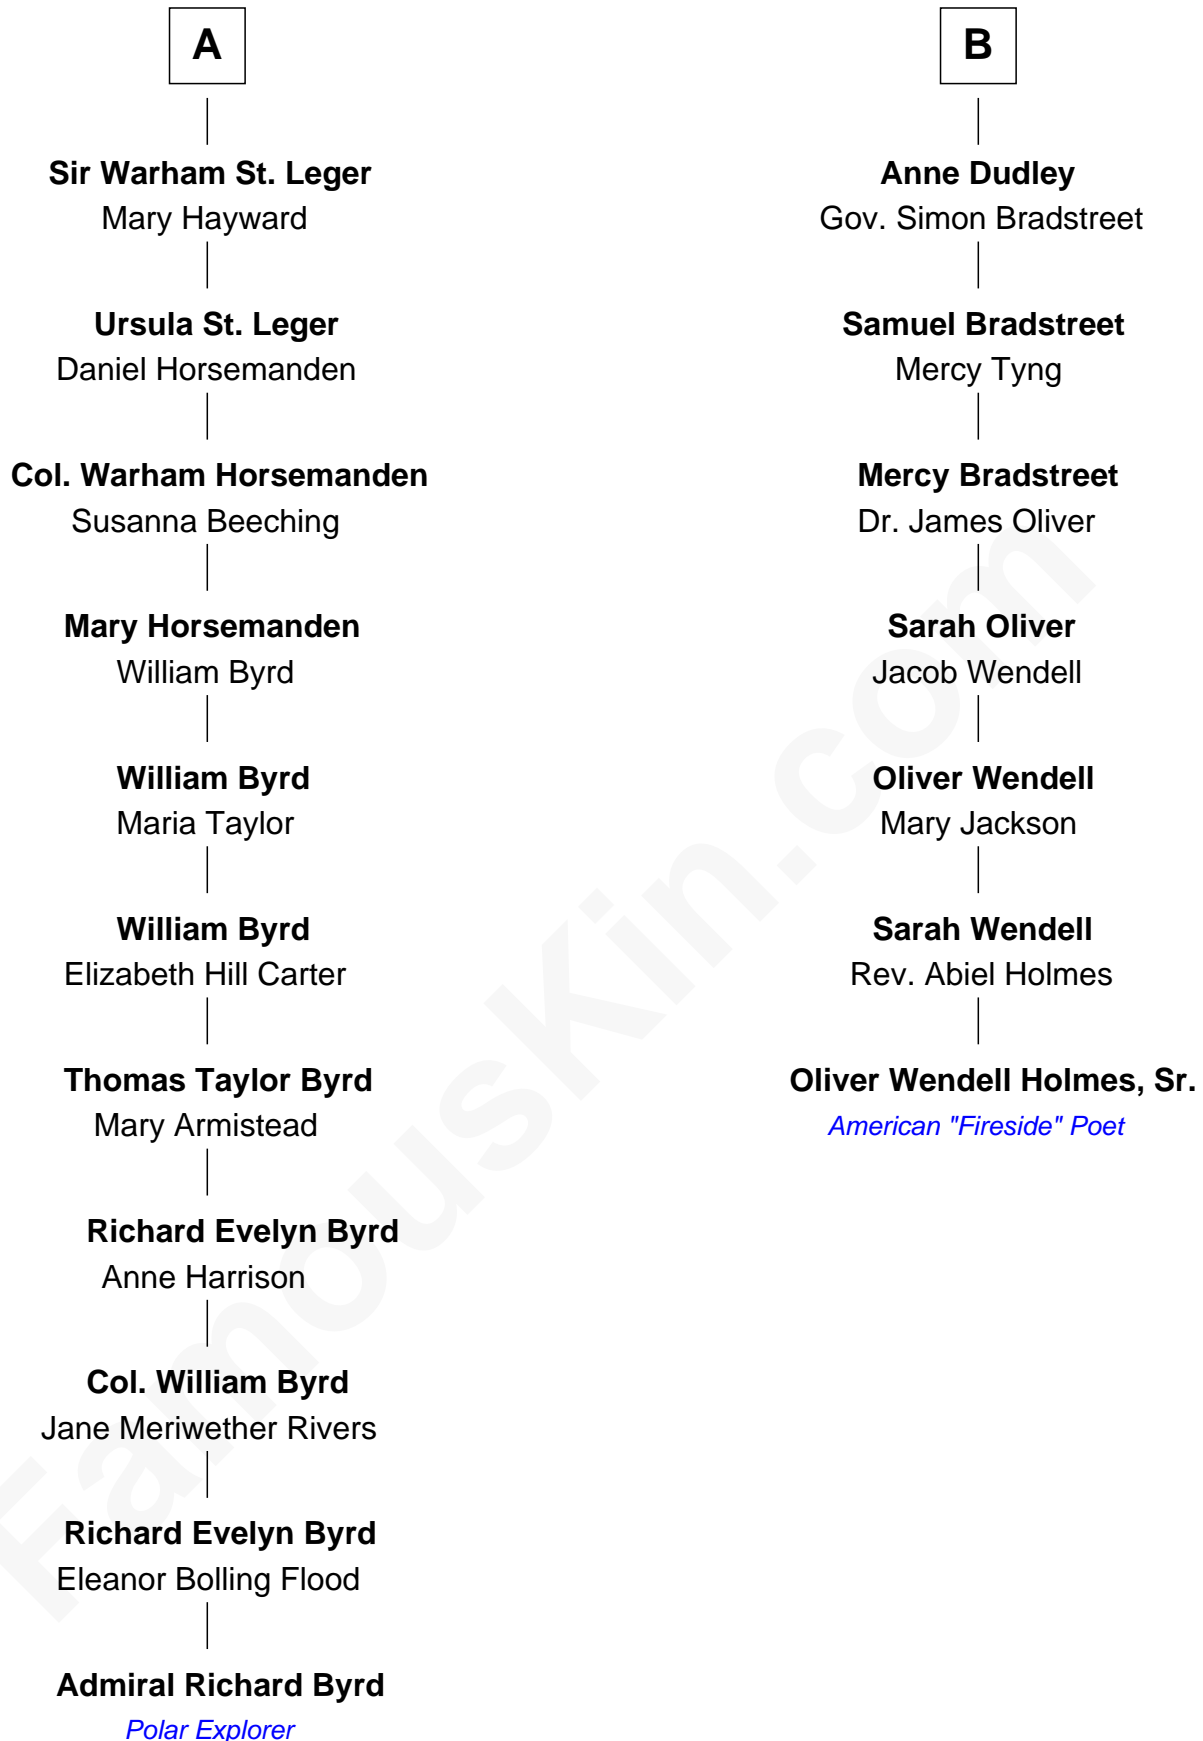 A
Sir Warham St. Leger
Mary Hayward
Ursula St. Leger
Daniel Horsemanden
Col. Warham Horsemanden
Susanna Beeching
Mary Horsemanden
William Byrd
William Byrd
Maria Taylor
William Byrd
Elizabeth Hill Carter
Thomas Taylor Byrd
Mary Armistead
Richard Evelyn Byrd
Anne Harrison
Col. William Byrd
Jane Meriwether Rivers
Richard Evelyn Byrd
Eleanor Bolling Flood
Admiral Richard Byrd
Polar Explorer
B
Anne Dudley
Gov. Simon Bradstreet
Samuel Bradstreet
Mercy Tyng
Mercy Bradstreet
Dr. James Oliver
Sarah Oliver
Jacob Wendell
Oliver Wendell
Mary Jackson
Sarah Wendell
Rev. Abiel Holmes
Oliver Wendell Holmes, Sr.
American "Fireside" Poet
FamousKin.com